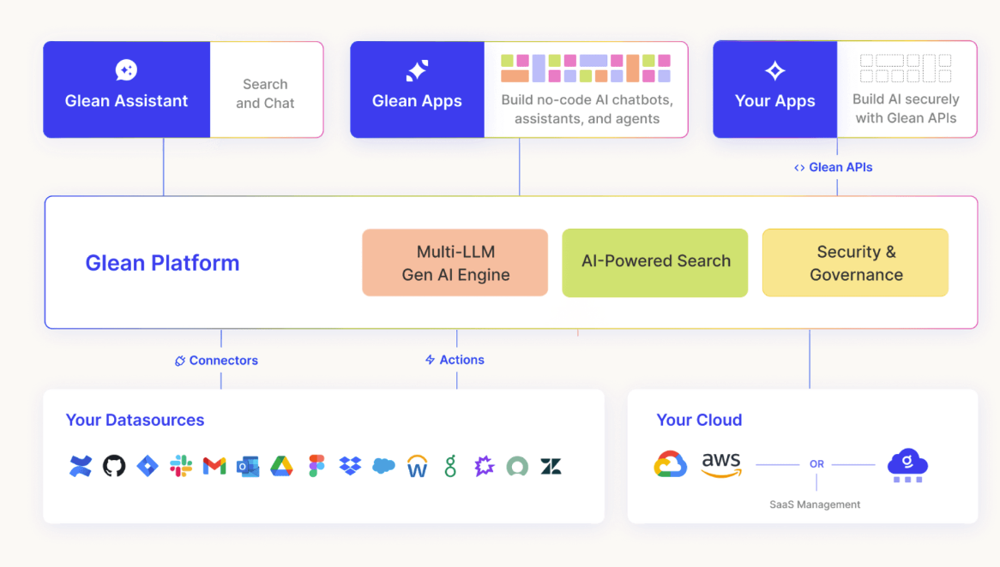 Glean Assistant
Search
and Chat
Glean Apps
Build no-code AI chatbots,
assistants, and agents
Your Apps
Build AI securely
with Glean APIs
<> Glean APIs
Glean Platform
Multi-LLM
Gen AI Engine
AI-Powered Search
Security &
Governance
Connectors
Actions
Your Datasources
Your Cloud
aws
OR
SaaS Management